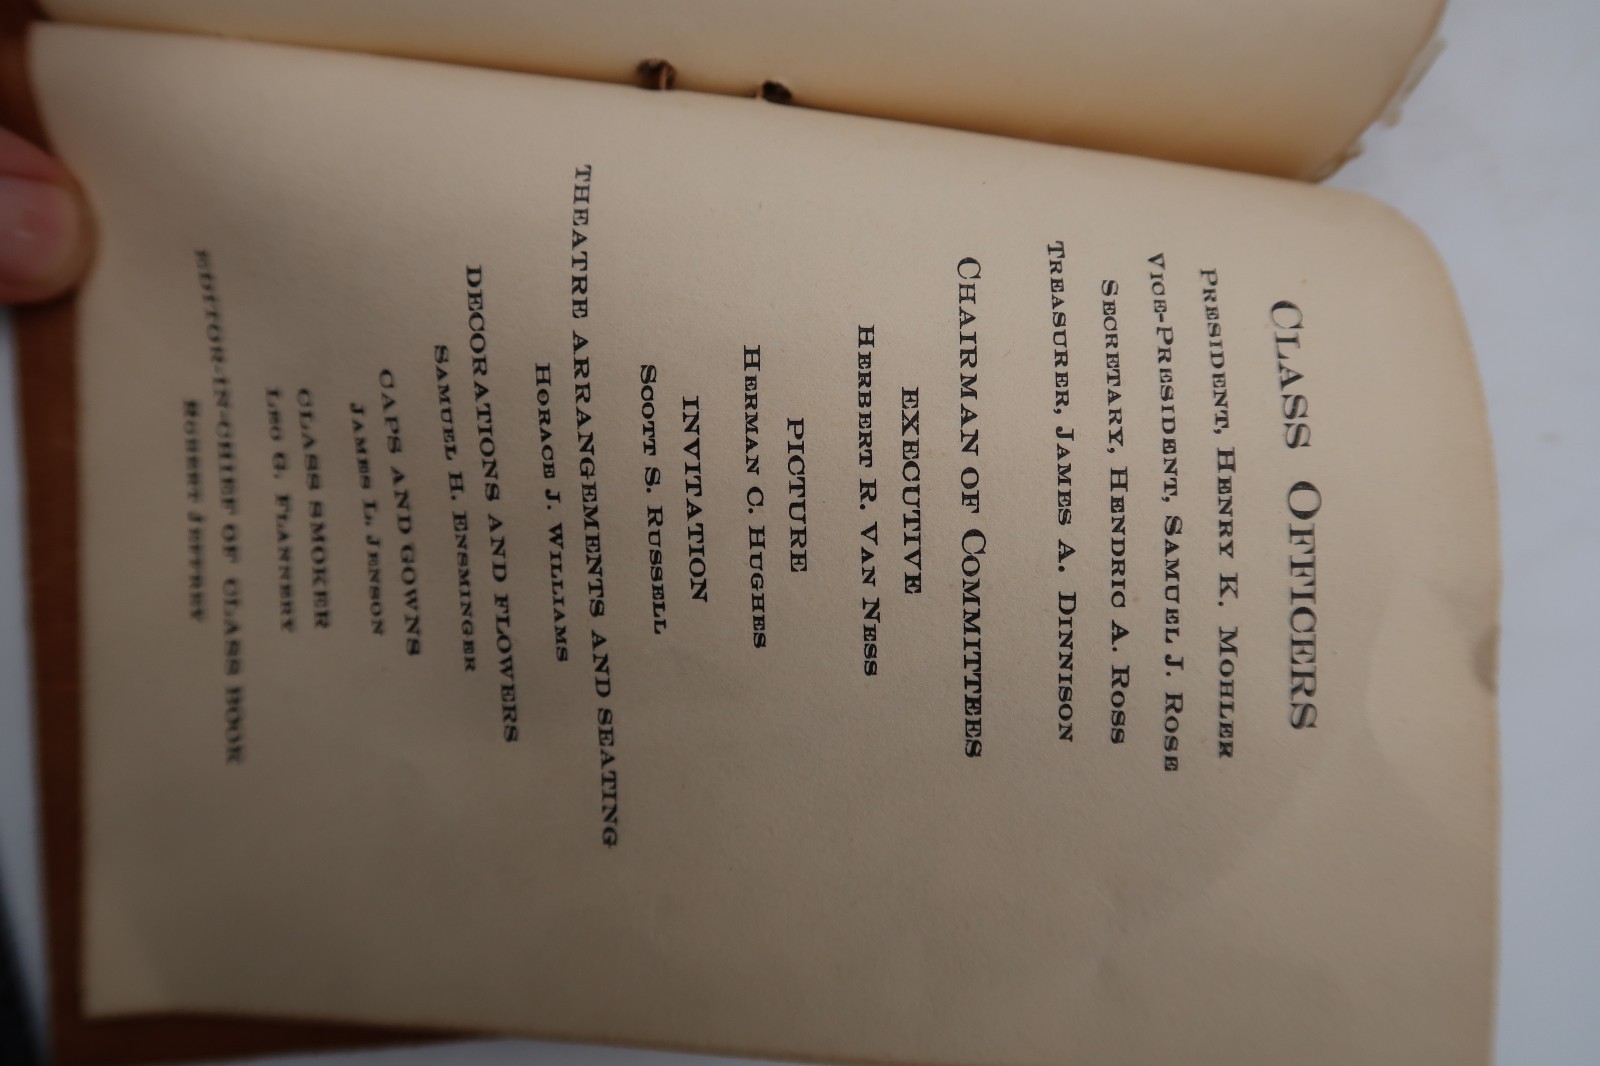 Class Officers
President, Henry K. Mohler
Vice-President, Samuel J. Rose
Secretary, Hendric A. Ross
Treasurer, James A. Dinnison
Chairman of Committees
EXECUTIVE
Herbert R. Van Ness
PICTURE
Herman C. Hughes
INVITATION
Scott S. Russell
THEATRE ARRANGEMENTS AND SEATING
Horace J. Williams
DECORATIONS AND FLOWERS
Samuel H. Ensminger
CAPS AND GOWNS
James L. Jenson
CLASS SMOKER
Leo G. Flannery
EDITOR-IN-CHIEF OF CLASS BOOK
Robert Jeffrey